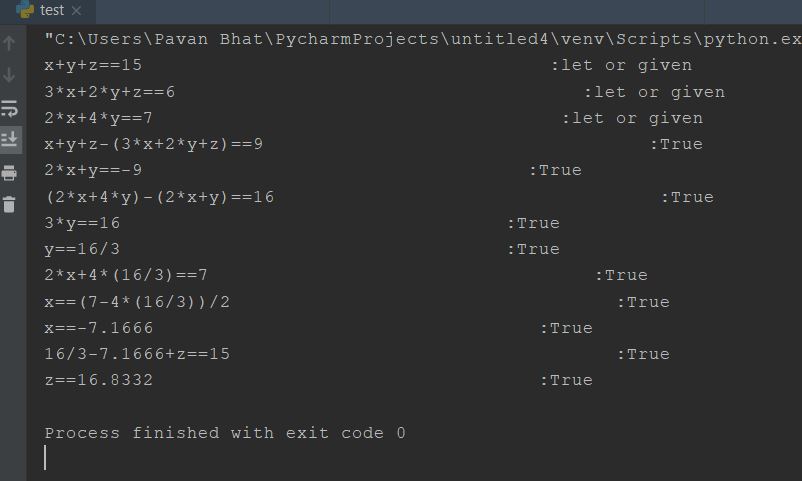 test
"C:\Users\Pavan Bhat\PycharmProjects\untitled4\venv\Scripts\python.ex
x+y+z==15 :let or given
3*x+2*y+z==6 :let or given
2*x+4*y==7 :let or given
x+y+z-(3*x+2*y+z)==9 :True
2*x+y==-9 :True
(2*x+4*y)-(2*x+y)==16 :True
3*y==16 :True
y==16/3 :True
2*x+4*(16/3)==7 :True
x==(7-4*(16/3))/2 :True
x==-7.1666 :True
16/3-7.1666+z==15 :True
z==16.8332 :True
Process finished with exit code 0